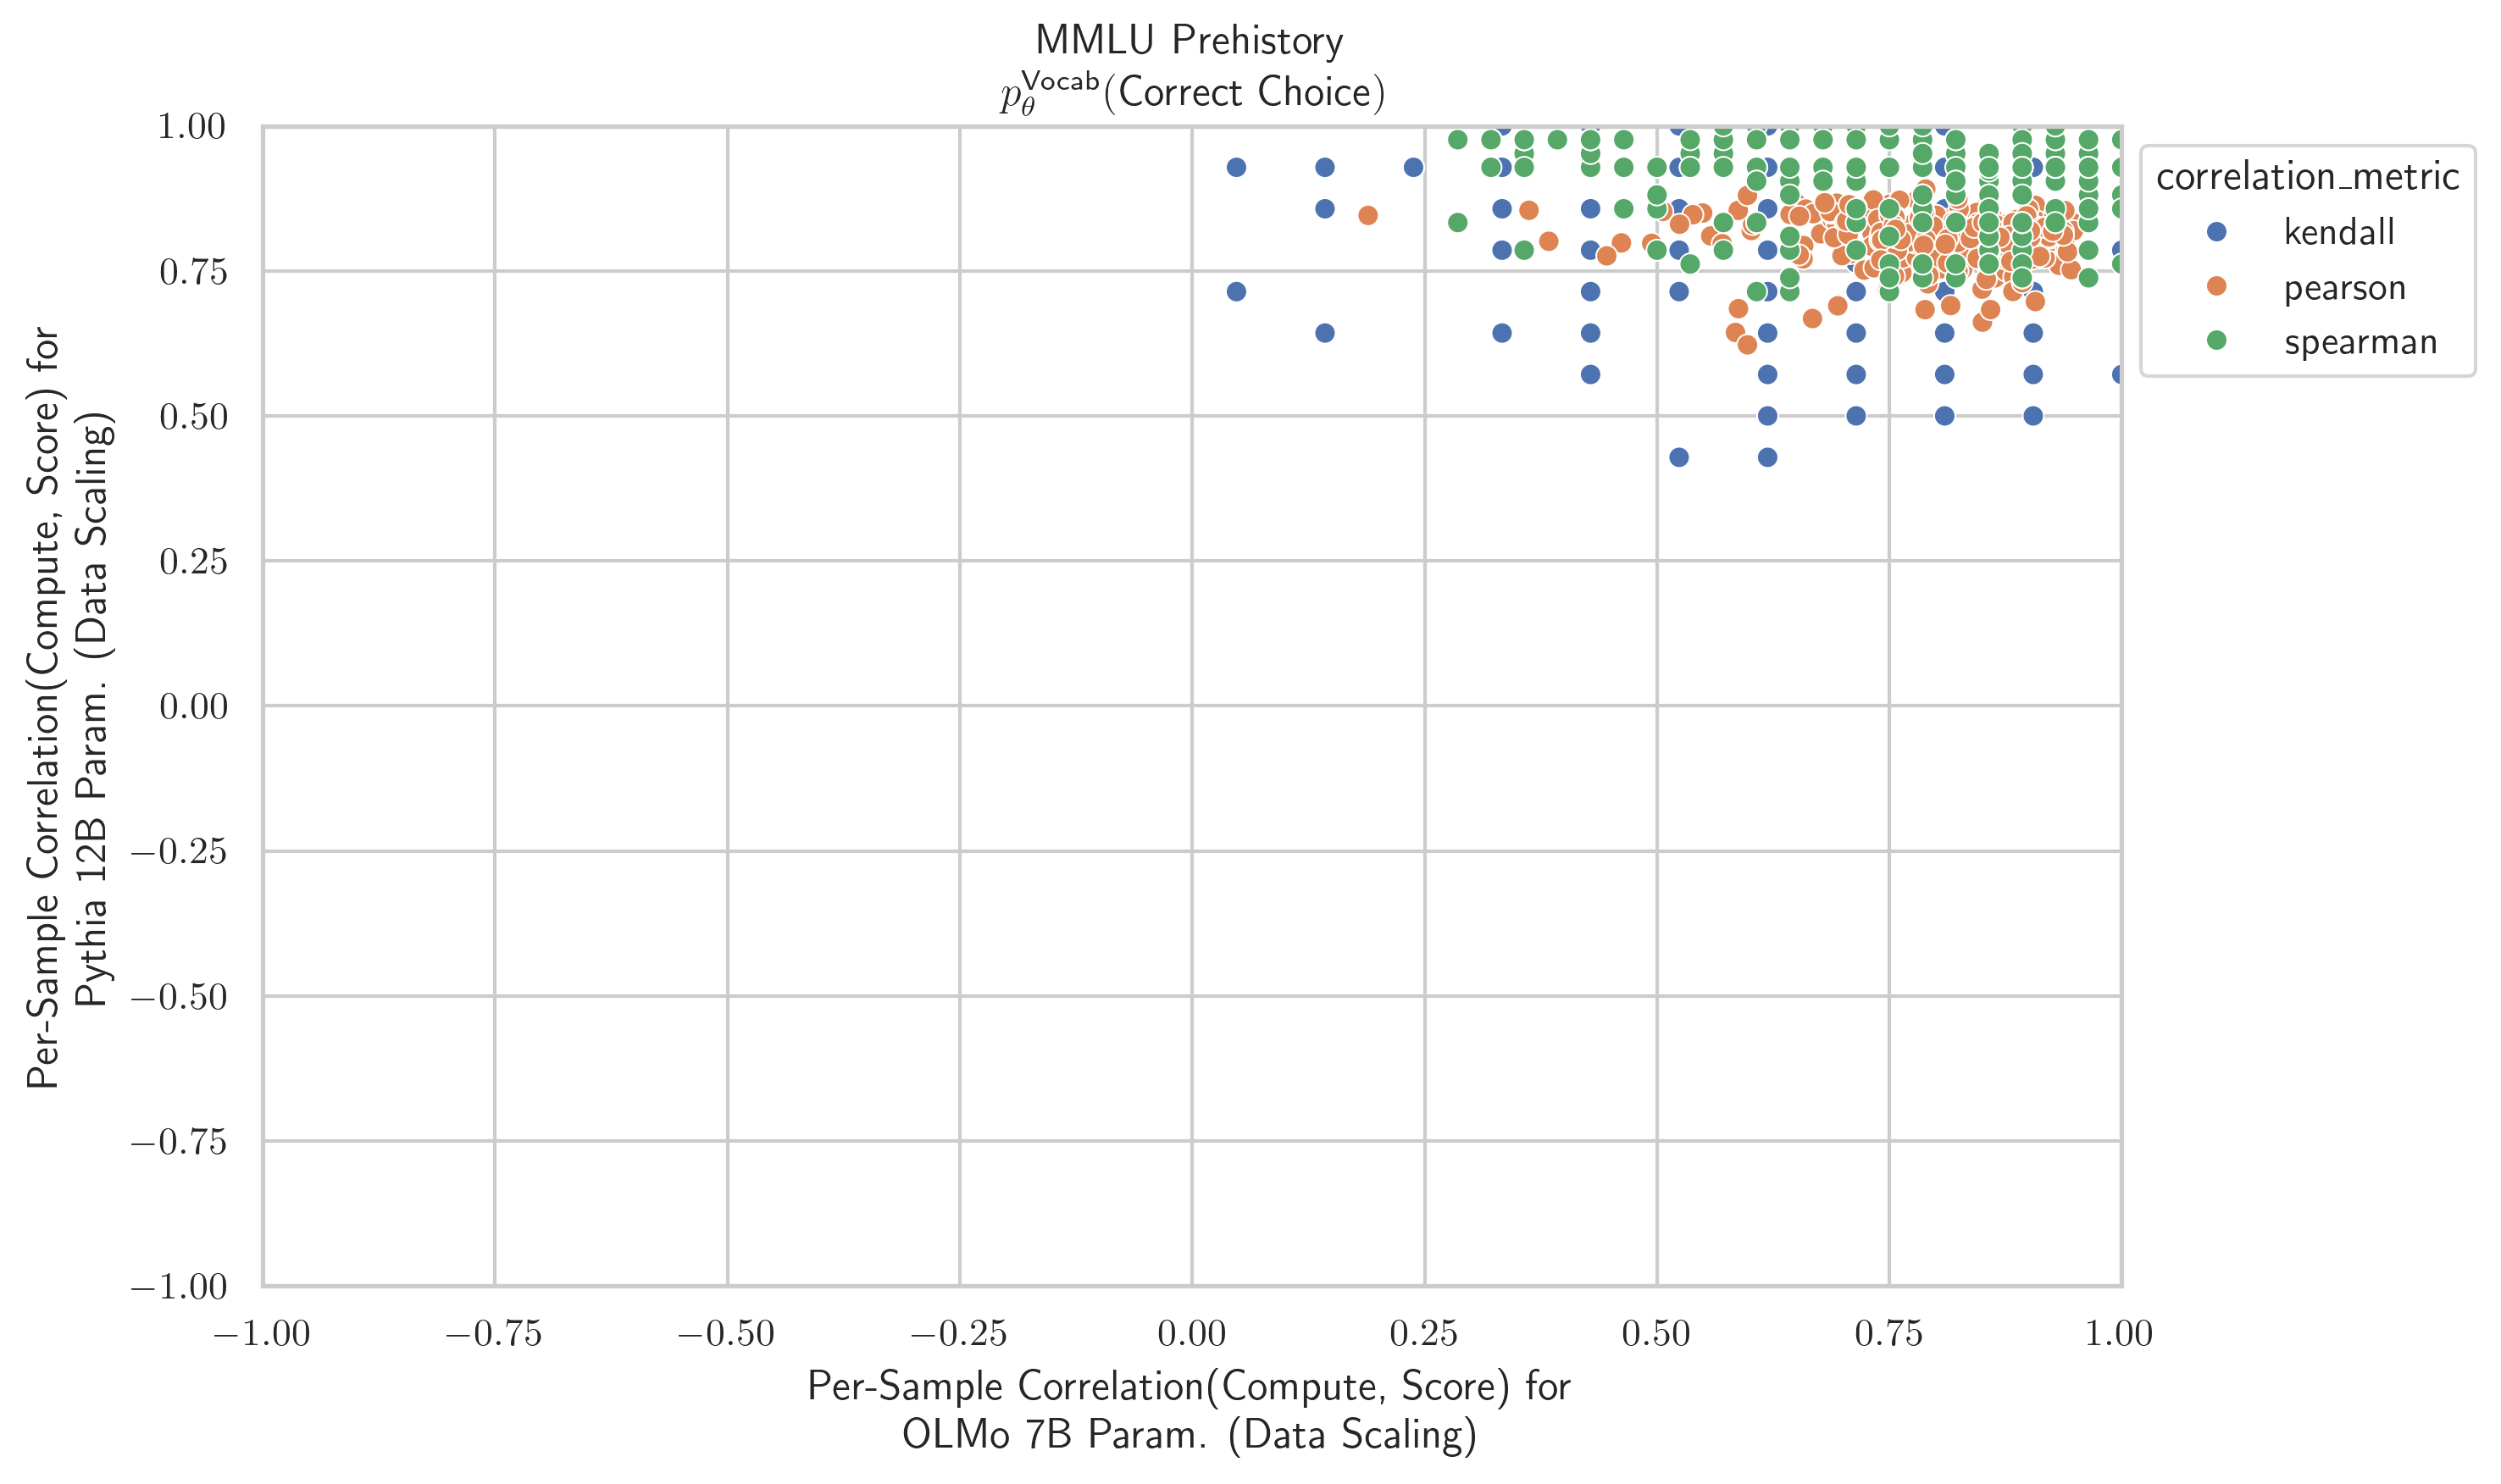 MMLU Prehistory
p_θ^Vocab(Correct Choice)
1.00
0.75
0.50
0.25
0.00
−0.25
−0.50
−0.75
−1.00
Per-Sample Correlation(Compute, Score) for
Pythia 12B Param. (Data Scaling)
−1.00
−0.75
−0.50
−0.25
0.00
0.25
0.50
0.75
1.00
Per-Sample Correlation(Compute, Score) for
OLMo 7B Param. (Data Scaling)
correlation_metric
kendall
pearson
spearman